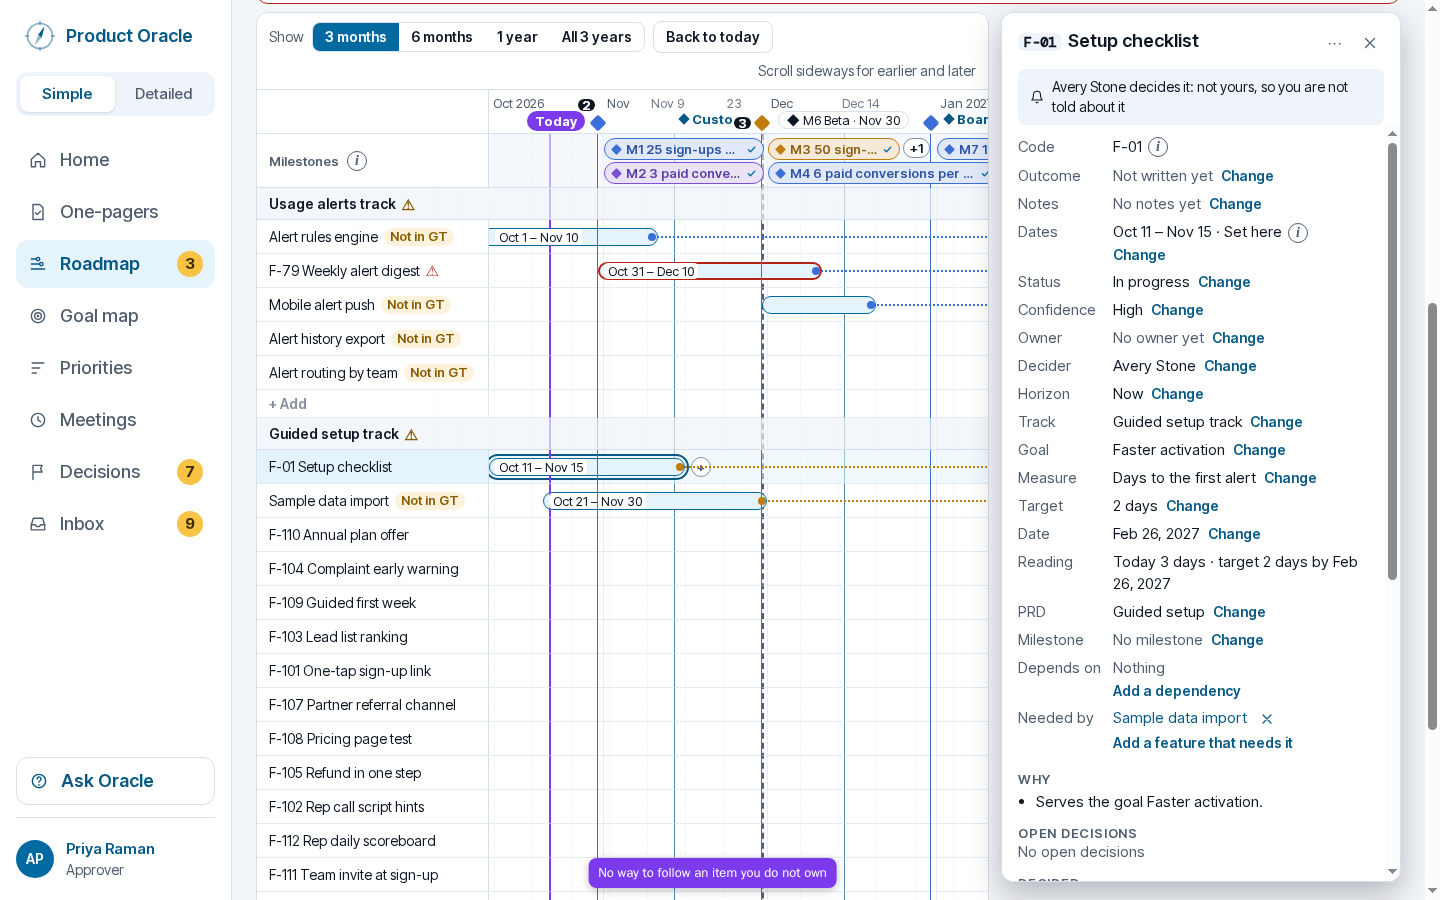 Product Oracle
Simple
Detailed
Home
One-pagers
Roadmap
3
Goal map
Priorities
Meetings
Decisions
7
Inbox
9
Ask Oracle
AP
Priya Raman
Approver
Show
3 months
6 months
1 year
All 3 years
Back to today
Scroll sideways for earlier and later
Oct 2026
2
Nov
Nov 9
23
Dec
Dec 14
Jan 2027
Today
Custo
3
M6 Beta · Nov 30
Boar
Milestones
i
M1 25 sign-ups ...
M3 50 sign-...
+1
M7 1
M2 3 paid conve...
M4 6 paid conversions per ...
Usage alerts track
Alert rules engine
Not in GT
Oct 1 – Nov 10
F-79 Weekly alert digest
Oct 31 – Dec 10
Mobile alert push
Not in GT
Alert history export
Not in GT
Alert routing by team
Not in GT
+ Add
Guided setup track
F-01 Setup checklist
Oct 11 – Nov 15
+
Sample data import
Not in GT
Oct 21 – Nov 30
F-110 Annual plan offer
F-104 Complaint early warning
F-109 Guided first week
F-103 Lead list ranking
F-101 One-tap sign-up link
F-107 Partner referral channel
F-108 Pricing page test
F-105 Refund in one step
F-102 Rep call script hints
F-112 Rep daily scoreboard
F-111 Team invite at sign-up
No way to follow an item you do not own
F-01
Setup checklist
...
Avery Stone decides it: not yours, so you are not
told about it
Code
F-01
i
Outcome
Not written yet
Change
Notes
No notes yet
Change
Dates
Oct 11 – Nov 15 · Set here
i
Change
Status
In progress
Change
Confidence
High
Change
Owner
No owner yet
Change
Decider
Avery Stone
Change
Horizon
Now
Change
Track
Guided setup track
Change
Goal
Faster activation
Change
Measure
Days to the first alert
Change
Target
2 days
Change
Date
Feb 26, 2027
Change
Reading
Today 3 days · target 2 days by Feb
26, 2027
PRD
Guided setup
Change
Milestone
No milestone
Change
Depends on
Nothing
Add a dependency
Needed by
Sample data import
Add a feature that needs it
WHY
• Serves the goal Faster activation.
OPEN DECISIONS
No open decisions
DECIDED